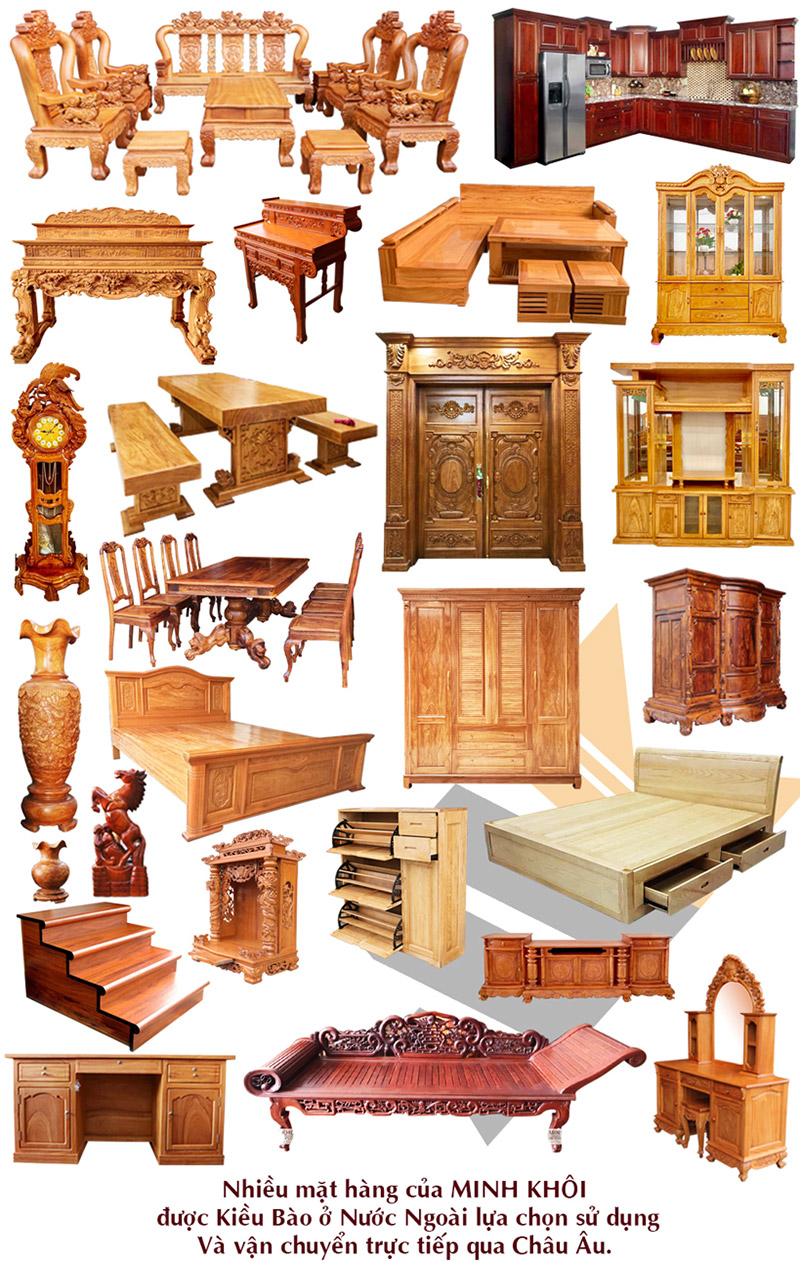 Nhiều mặt hàng của MINH KHÔI
được Kiều Bào ở Nước Ngoài lựa chọn sử dụng
Và vận chuyển trực tiếp qua Châu Âu.